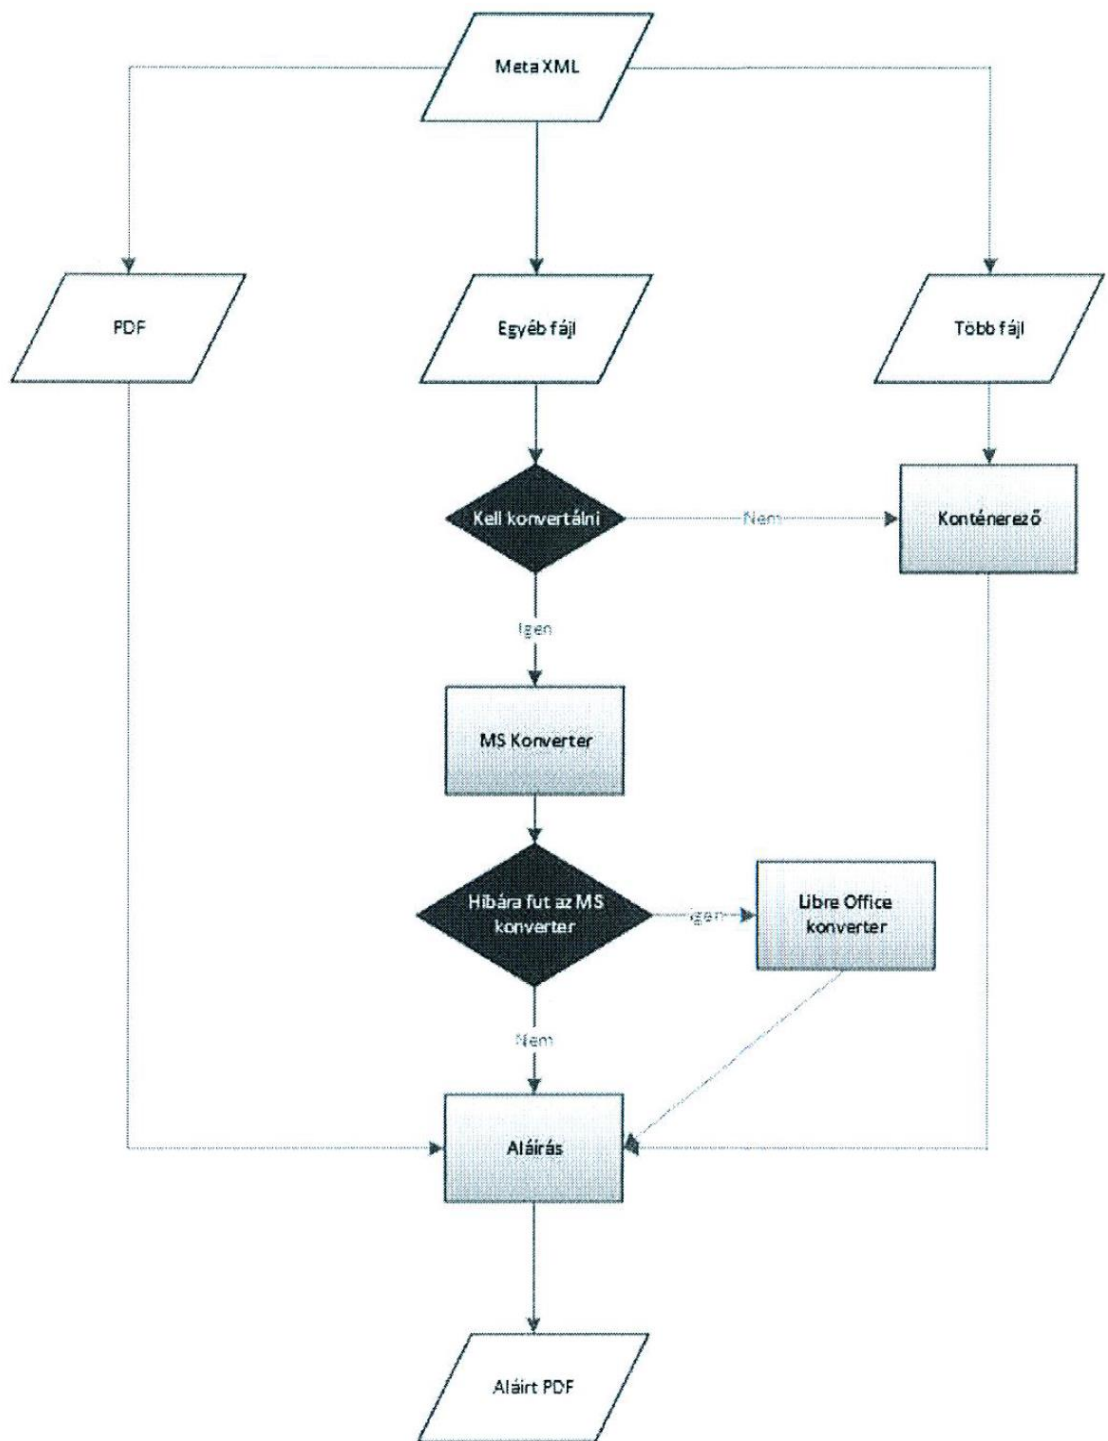 Meta XML
PDF
Egyéb fájl
Több fájl
Kell konvertálni
Nem
Konténerező
Igen
MS Konverter
Hibára fut az MS
konverter
igen
Libre Office
konverter
Nem
Aláírás
Aláírt PDF